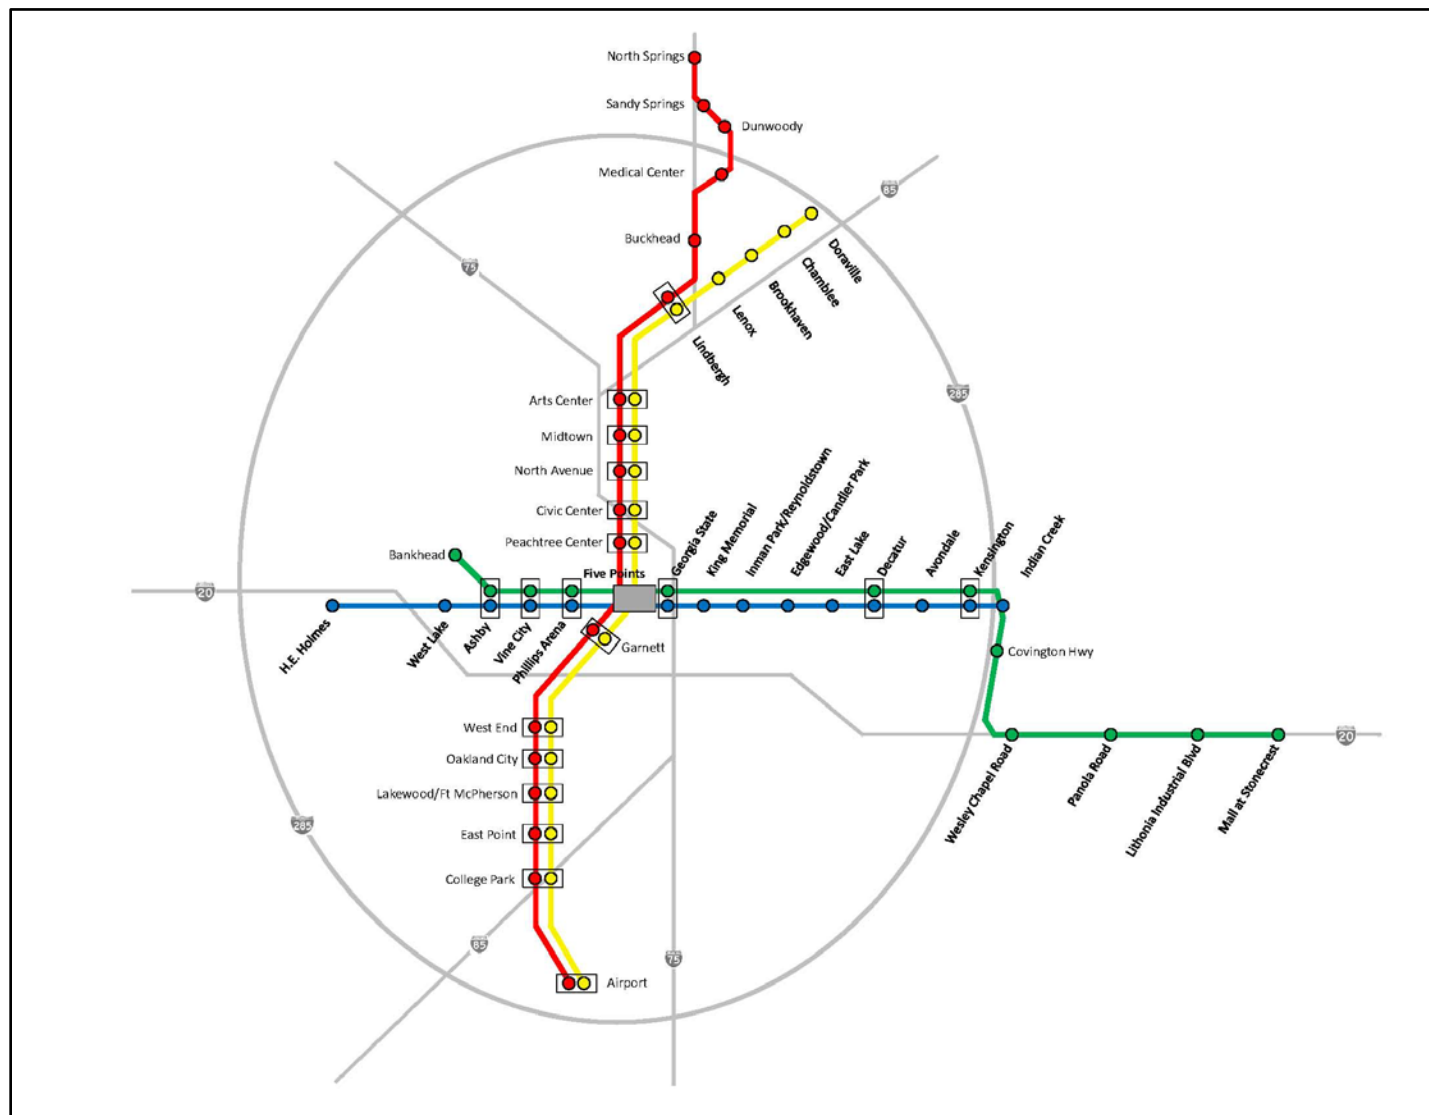 North Springs
Sandy Springs
Dunwoody
Medical Center
85
Buckhead
Doraville
75
Chamblee
Brookhaven
Lenox
Lindbergh
285
Arts Center
Midtown
North Avenue
Civic Center
Peachtree Center
Bankhead
Five Points
Georgia State
King Memorial
Inman Park/Reynoldstown
Edgewood/Candler Park
East Lake
Decatur
Avondale
Kensington
Indian Creek
20
H.E. Holmes
West Lake
Ashby
Vine City
Phillips Arena
Garnett
Covington Hwy
West End
Oakland City
Lakewood/Ft McPherson
East Point
College Park
Wesley Chapel Road
Panola Road
Lithonia Industrial Blvd
Mall at Stonecrest
20
285
85
75
Airport